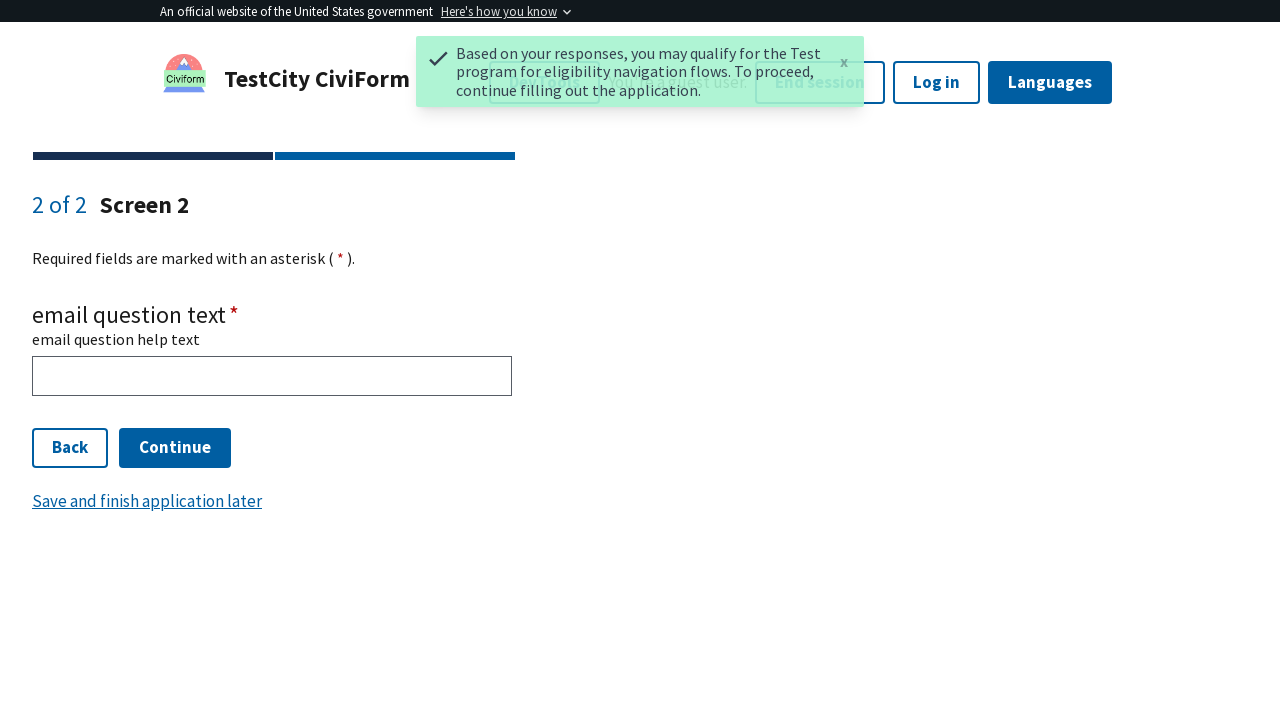 An official website of the United States government Here's how you know
Civiform
TestCity CiviForm
Based on your responses, you may qualify for the Test
program for eligibility navigation flows. To proceed,
continue filling out the application.
x
End session
Log in
Languages
2 of 2 Screen 2
Required fields are marked with an asterisk ( * ).
email question text *
email question help text
Back
Continue
Save and finish application later